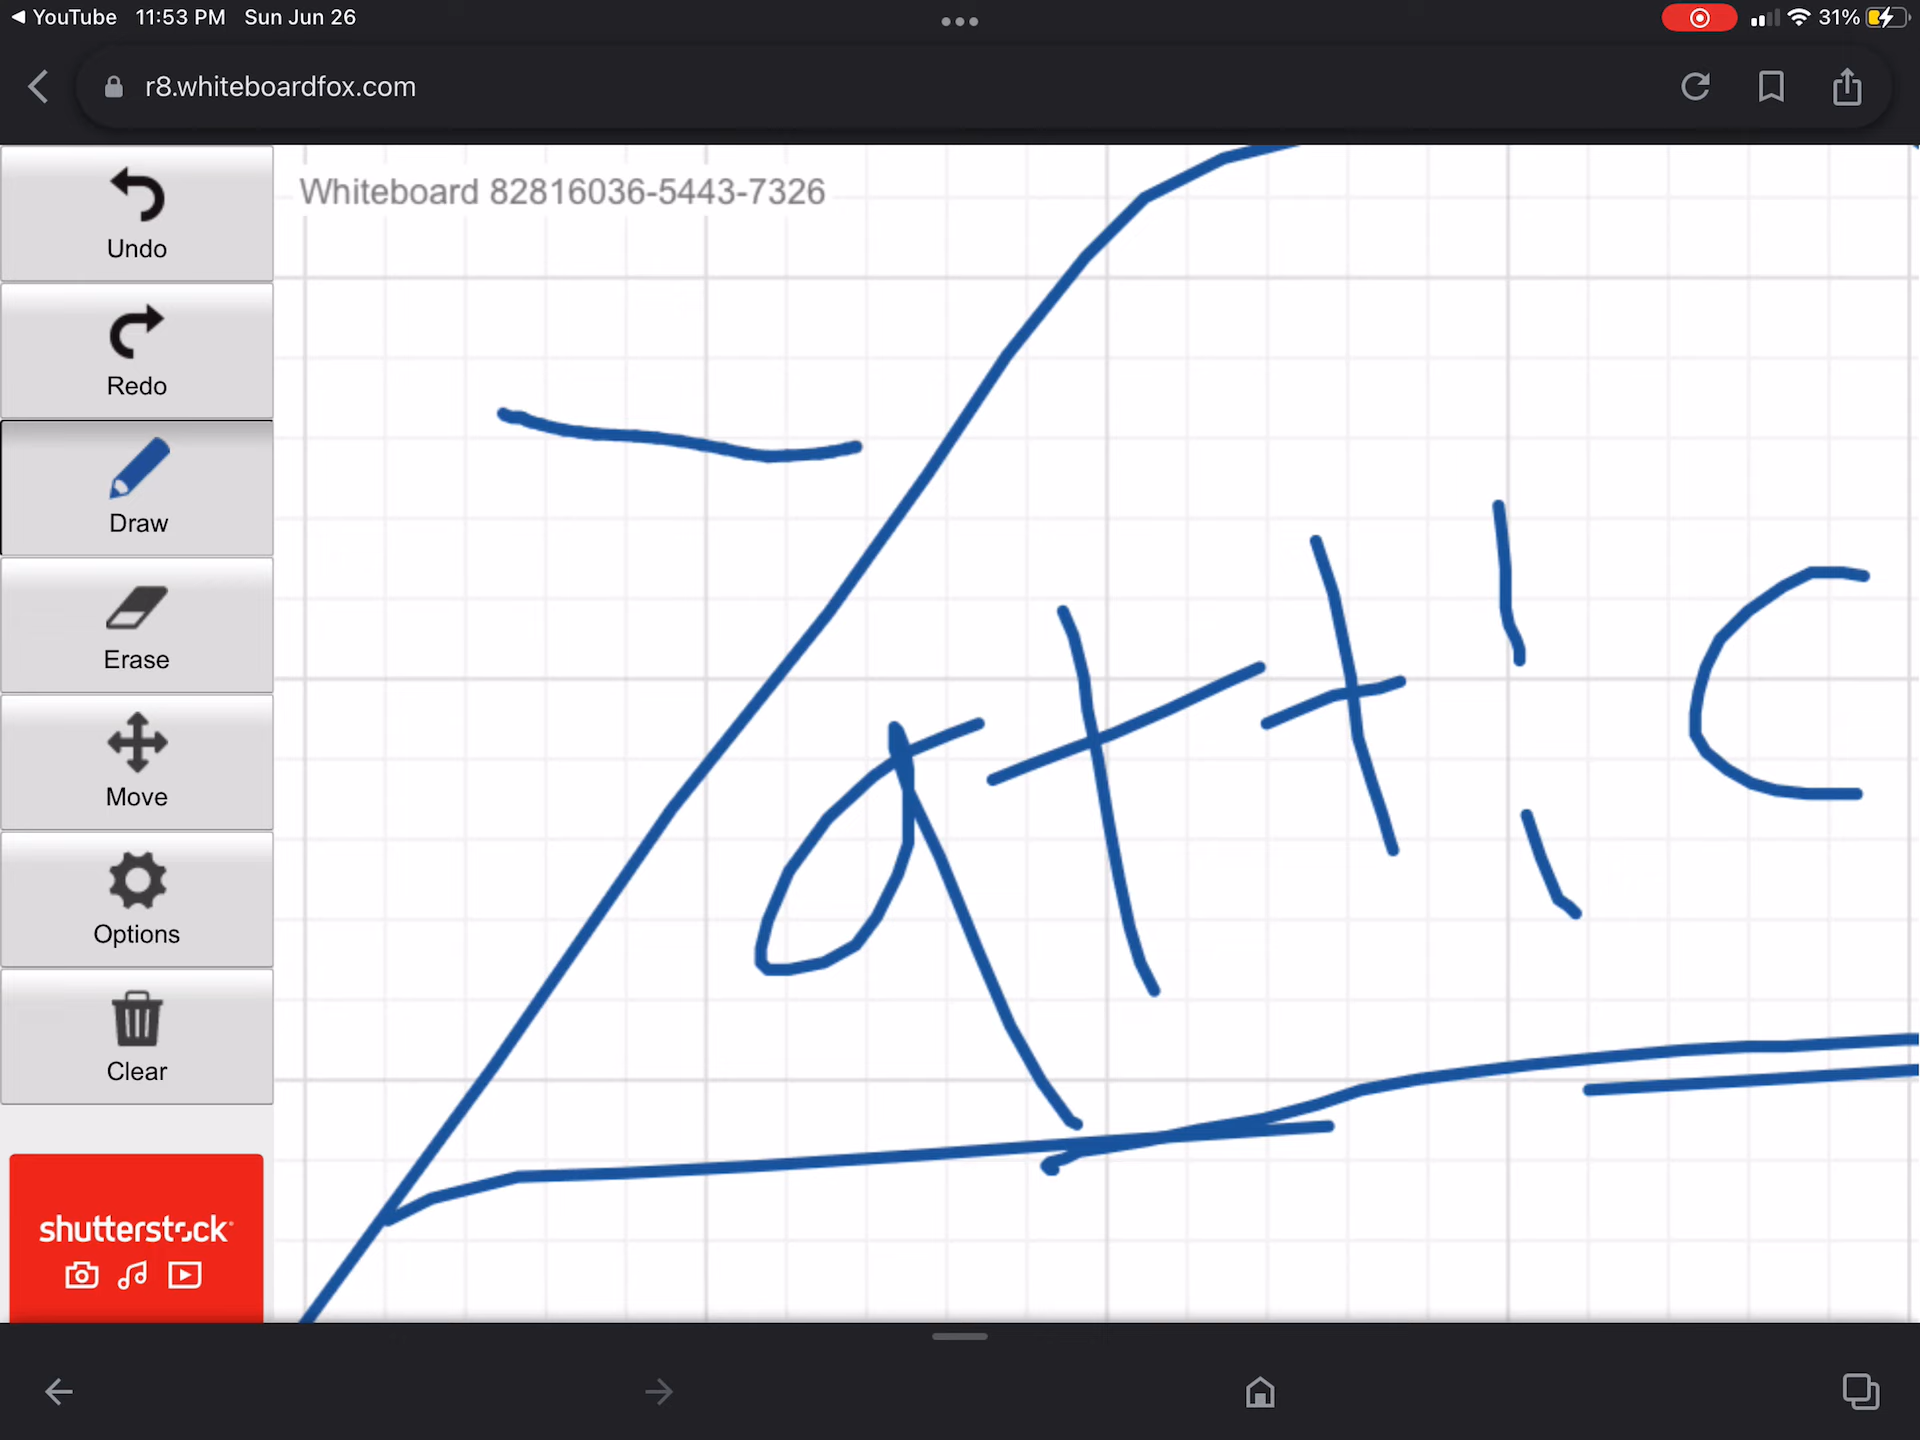 YouTube 11:53 PM Sun Jun 26 31%
r8.whiteboardfox.com
Whiteboard 82816036-5443-7326
Undo
Redo
Draw
Erase
Move
Options
Clear
attic
shutterstock